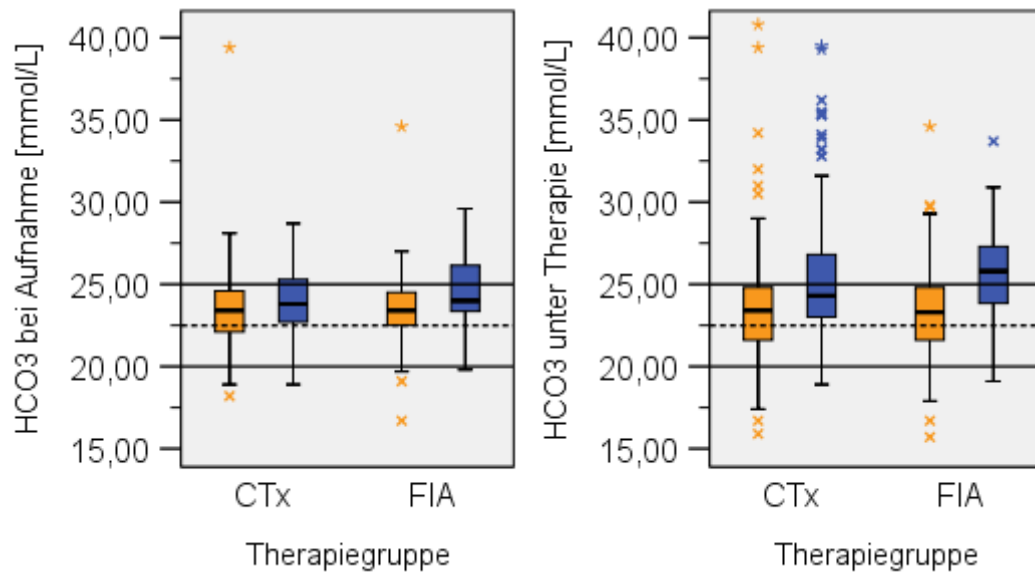 HCO3 bei Aufnahme [mmol/L]
40,00
35,00
30,00
25,00
20,00
15,00
CTx FIA
Therapiegruppe
HCO3 unter Therapie [mmol/L]
40,00
35,00
30,00
25,00
20,00
15,00
CTx FIA
Therapiegruppe